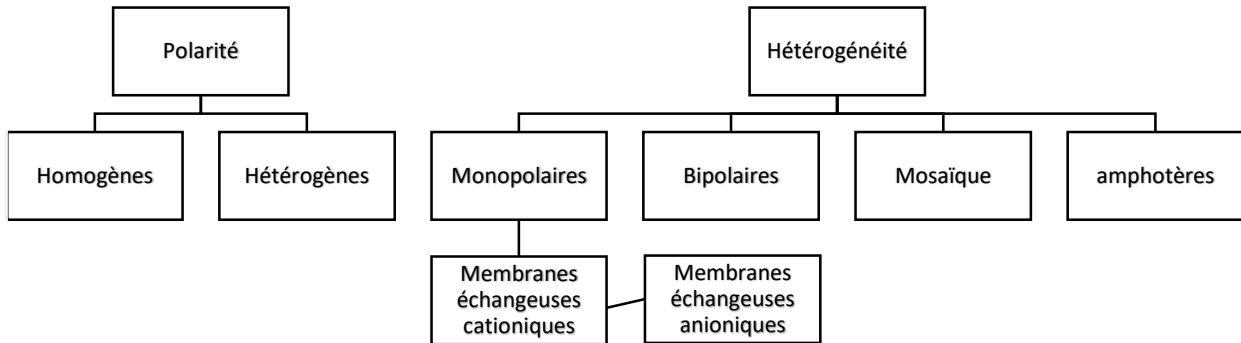 Polarité
Hétérogénéité
Homogènes
Hétérogènes
Monopolaires
Bipolaires
Mosaïque
amphotères
Membranes
échangeuses
cationiques
Membranes
échangeuses
anioniques